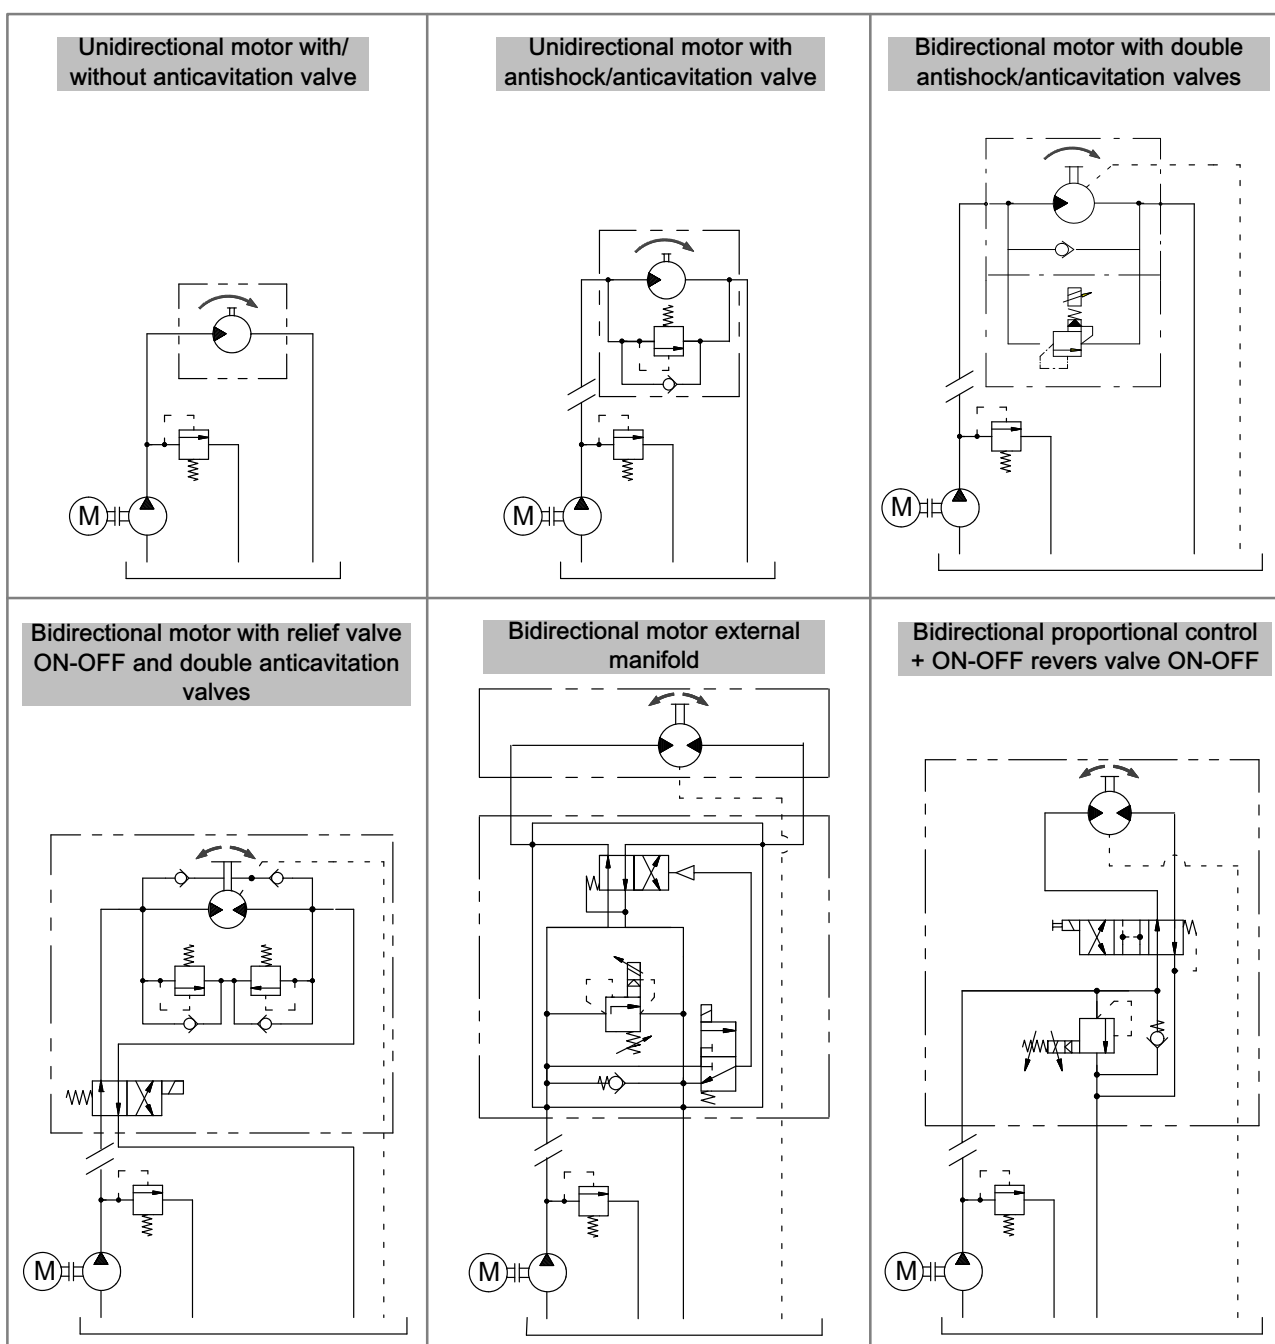 Unidirectional motor with/
without anticavitation valve
Unidirectional motor with
antishock/anticavitation valve
Bidirectional motor with double
antishock/anticavitation valves
M
M
M
Bidirectional motor with relief valve
ON-OFF and double anticavitation
valves
Bidirectional motor external
manifold
Bidirectional proportional control
+ ON-OFF revers valve ON-OFF
M
M
M